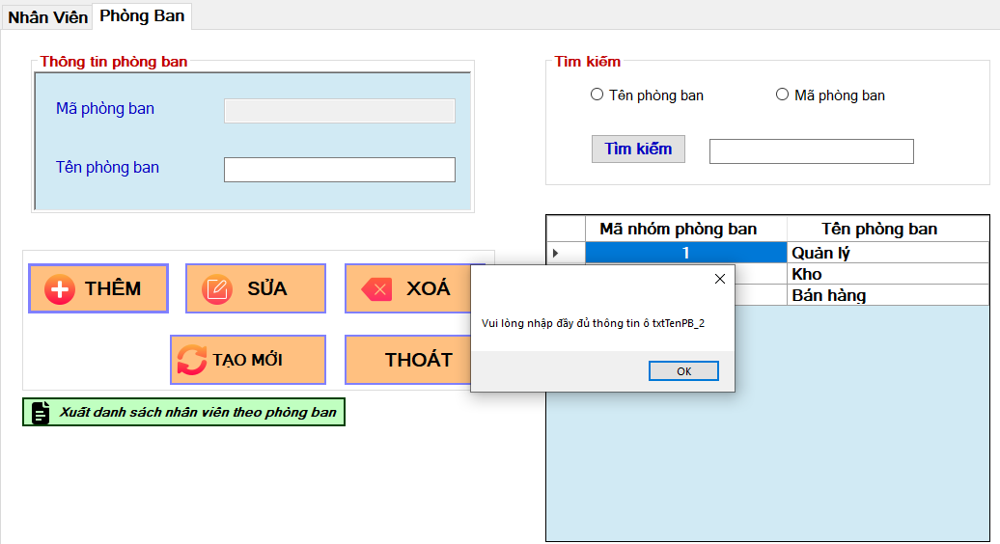 Nhân Viên
Phòng Ban
Thông tin phòng ban
Mã phòng ban
Tên phòng ban
Tìm kiếm
Tên phòng ban
Mã phòng ban
Tìm kiếm
THÊM
SỬA
XOÁ
TẠO MỚI
THOÁT
Xuất danh sách nhân viên theo phòng ban
Mã nhóm phòng ban
Tên phòng ban
1
Quản lý
Kho
Bán hàng
Vui lòng nhập đầy đủ thông tin ô txtTenPB_2
OK